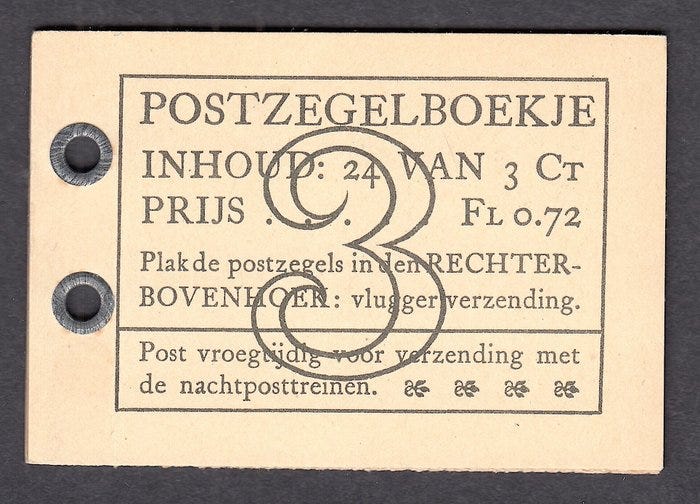 POSTZEGELBOEKJE
INHOUD: 24 VAN 3 CT
PRIJS . . . . FL 0.72
Plak de postzegels in den RECHTER-
BOVENHOEK: vlugger verzending.
Post vroegtijdig voor verzending met
de nachtposttreinen.
3